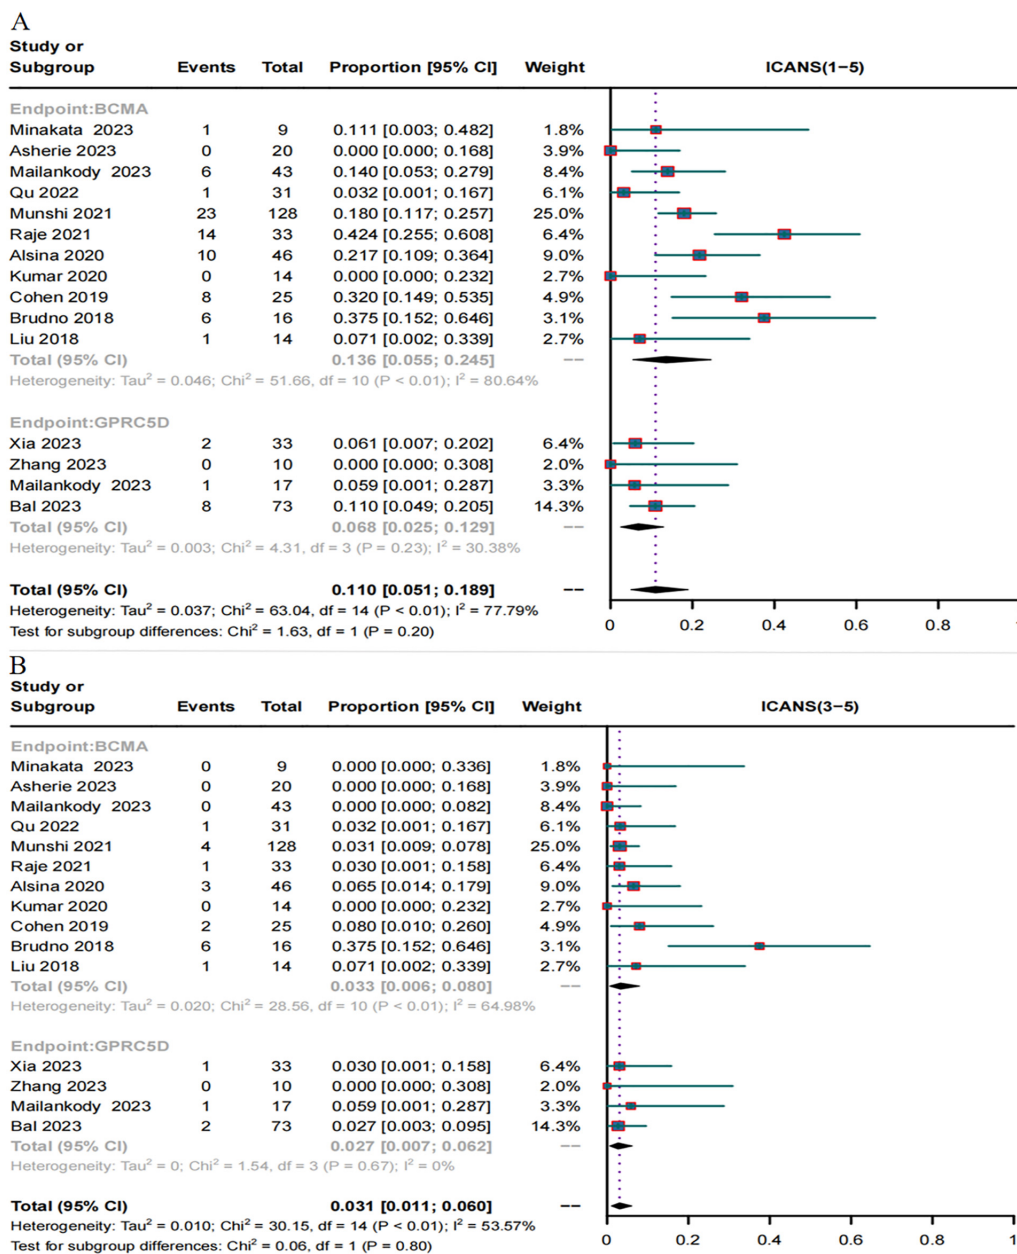 A
Study or
Subgroup Events Total Proportion [95% CI] Weight ICANS(1−5)
Endpoint:BCMA
Minakata 2023 1 9 0.111 [0.003; 0.482] 1.8%
Asherie 2023 0 20 0.000 [0.000; 0.168] 3.9%
Mailankody 2023 6 43 0.140 [0.053; 0.279] 8.4%
Qu 2022 1 31 0.032 [0.001; 0.167] 6.1%
Munshi 2021 23 128 0.180 [0.117; 0.257] 25.0%
Raje 2021 14 33 0.424 [0.255; 0.608] 6.4%
Alsina 2020 10 46 0.217 [0.109; 0.364] 9.0%
Kumar 2020 0 14 0.000 [0.000; 0.232] 2.7%
Cohen 2019 8 25 0.320 [0.149; 0.535] 4.9%
Brudno 2018 6 16 0.375 [0.152; 0.646] 3.1%
Liu 2018 1 14 0.071 [0.002; 0.339] 2.7%
Total (95% CI) 0.136 [0.055; 0.245] −−
Heterogeneity: Tau² = 0.046; Chi² = 51.66, df = 10 (P < 0.01); I² = 80.64%
Endpoint:GPRC5D
Xia 2023 2 33 0.061 [0.007; 0.202] 6.4%
Zhang 2023 0 10 0.000 [0.000; 0.308] 2.0%
Mailankody 2023 1 17 0.059 [0.001; 0.287] 3.3%
Bal 2023 8 73 0.110 [0.049; 0.205] 14.3%
Total (95% CI) 0.068 [0.025; 0.129] −−
Heterogeneity: Tau² = 0.003; Chi² = 4.31, df = 3 (P = 0.23); I² = 30.38%
Total (95% CI) 0.110 [0.051; 0.189] −−
Heterogeneity: Tau² = 0.037; Chi² = 63.04, df = 14 (P < 0.01); I² = 77.79%
Test for subgroup differences: Chi² = 1.63, df = 1 (P = 0.20)
0 0.2 0.4 0.6 0.8 1
B
Study or
Subgroup Events Total Proportion [95% CI] Weight ICANS(3−5)
Endpoint:BCMA
Minakata 2023 0 9 0.000 [0.000; 0.336] 1.8%
Asherie 2023 0 20 0.000 [0.000; 0.168] 3.9%
Mailankody 2023 0 43 0.000 [0.000; 0.082] 8.4%
Qu 2022 1 31 0.032 [0.001; 0.167] 6.1%
Munshi 2021 4 128 0.031 [0.009; 0.078] 25.0%
Raje 2021 1 33 0.030 [0.001; 0.158] 6.4%
Alsina 2020 3 46 0.065 [0.014; 0.179] 9.0%
Kumar 2020 0 14 0.000 [0.000; 0.232] 2.7%
Cohen 2019 2 25 0.080 [0.010; 0.260] 4.9%
Brudno 2018 6 16 0.375 [0.152; 0.646] 3.1%
Liu 2018 1 14 0.071 [0.002; 0.339] 2.7%
Total (95% CI) 0.033 [0.006; 0.080] −−
Heterogeneity: Tau² = 0.020; Chi² = 28.56, df = 10 (P < 0.01); I² = 64.98%
Endpoint:GPRC5D
Xia 2023 1 33 0.030 [0.001; 0.158] 6.4%
Zhang 2023 0 10 0.000 [0.000; 0.308] 2.0%
Mailankody 2023 1 17 0.059 [0.001; 0.287] 3.3%
Bal 2023 2 73 0.027 [0.003; 0.095] 14.3%
Total (95% CI) 0.027 [0.007; 0.062] −−
Heterogeneity: Tau² = 0; Chi² = 1.54, df = 3 (P = 0.67); I² = 0%
Total (95% CI) 0.031 [0.011; 0.060] −−
Heterogeneity: Tau² = 0.010; Chi² = 30.15, df = 14 (P < 0.01); I² = 53.57%
Test for subgroup differences: Chi² = 0.06, df = 1 (P = 0.80)
0 0.2 0.4 0.6 0.8 1